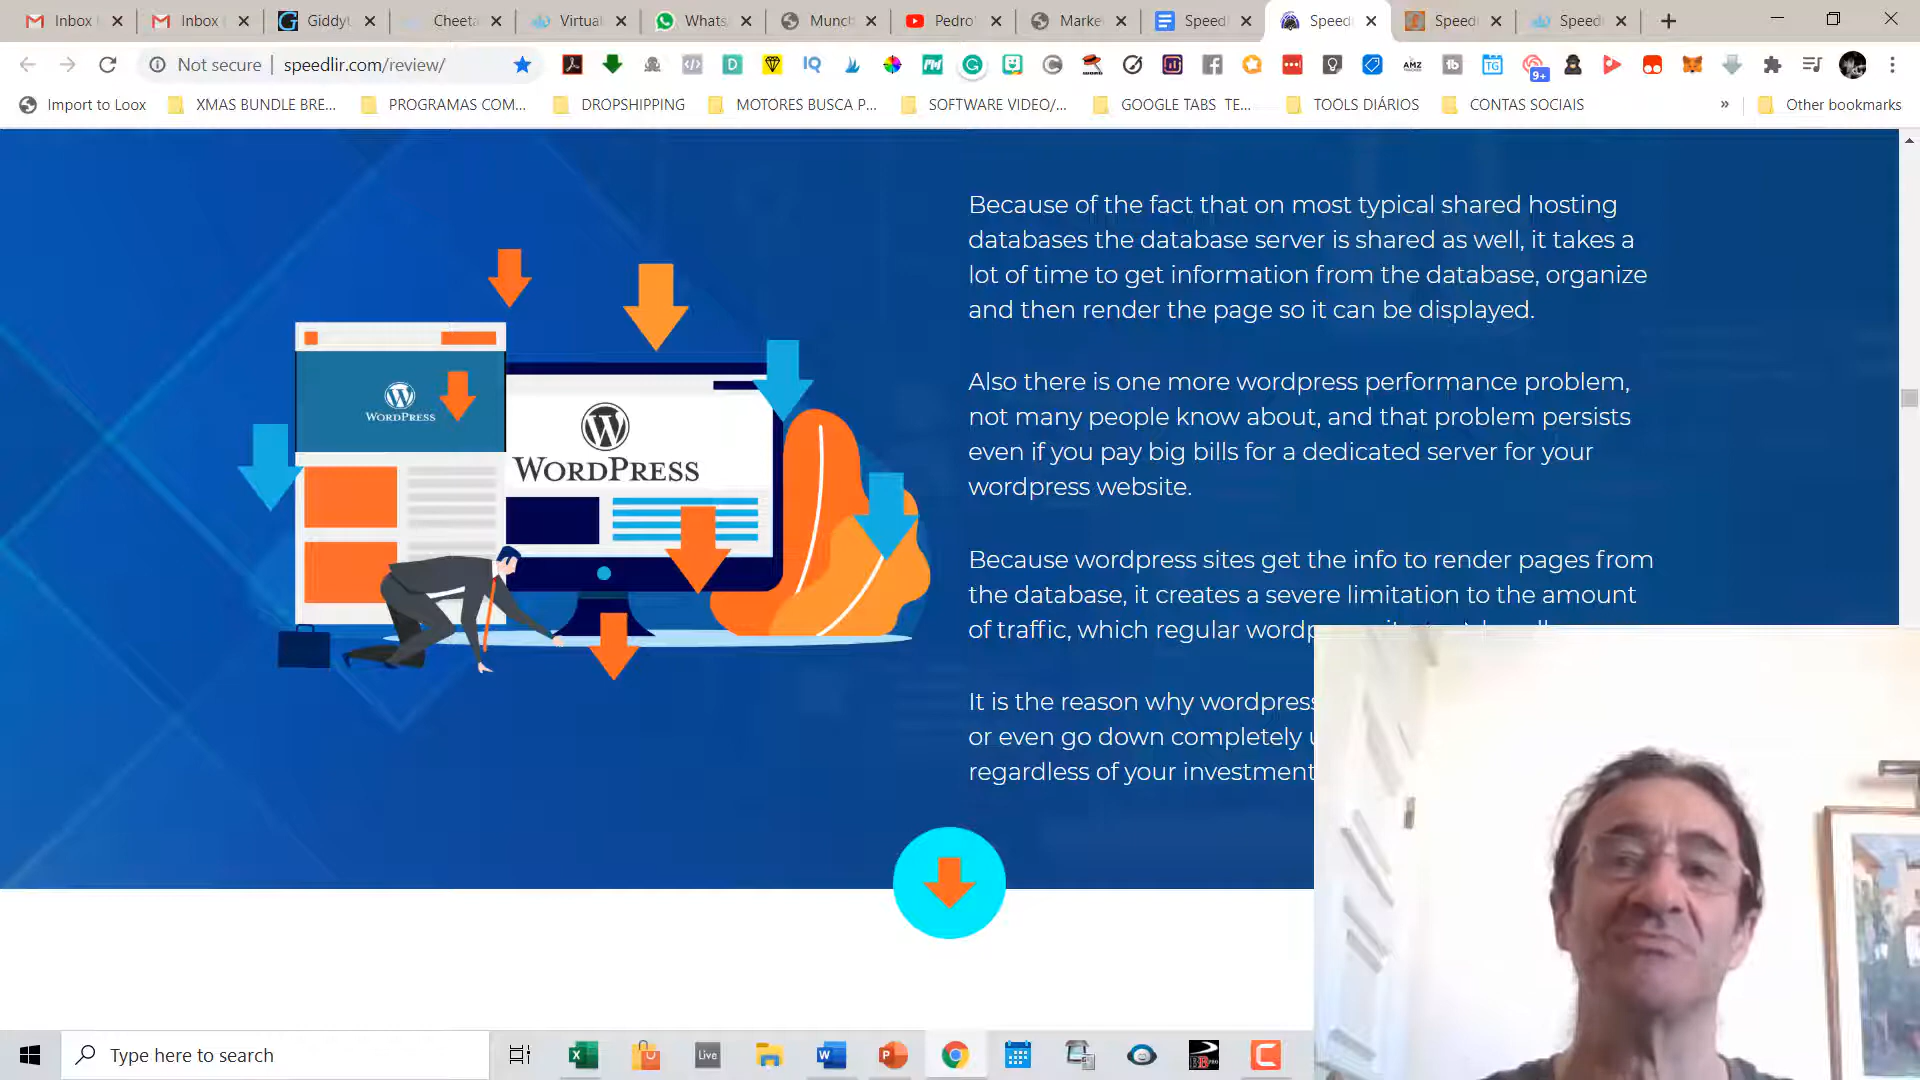 Inbox
Inbox
Giddy
Cheeta
Virtual
Whats
Munch
Pedro'
Marke
Speed
Speed
Speed
Speed
Not secure
speedlir.com/review/
Import to Loox
XMAS BUNDLE BRE...
PROGRAMAS COM...
DROPSHIPPING
MOTORES BUSCA P...
SOFTWARE VIDEO/...
GOOGLE TABS TE...
TOOLS DIÁRIOS
CONTAS SOCIAIS
»
Other bookmarks
Because of the fact that on most typical shared hosting
databases the database server is shared as well, it takes a
lot of time to get information from the database, organize
and then render the page so it can be displayed.
Also there is one more wordpress performance problem,
not many people know about, and that problem persists
even if you pay big bills for a dedicated server for your
wordpress website.
Because wordpress sites get the info to render pages from
the database, it creates a severe limitation to the amount
of traffic, which regular
It is the reason why wordpress
or even go down completely
regardless of your investment
WORDPRESS
WORDPRESS
Type here to search
Live